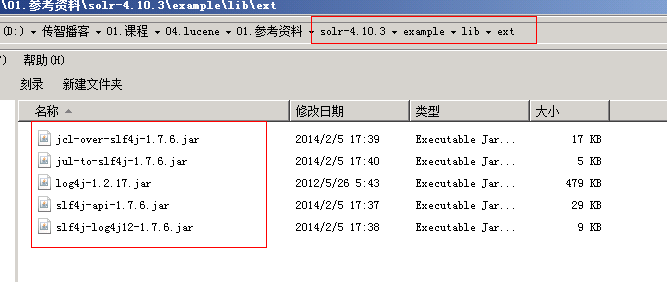 \01.参考资料\solr-4.10.3\example\lib\ext
(D:) ▾ 传智播客 ▾ 01.课程 ▾ 04.lucene ▾ 01.参考资料 ▾ solr-4.10.3 ▾ example ▾ lib ▾ ext
) 帮助(H)
刻录 新建文件夹
名称 修改日期 类型 大小
jcl-over-slf4j-1.7.6.jar 2014/2/5 17:39 Executable Jar... 17 KB
jul-to-slf4j-1.7.6.jar 2014/2/5 17:40 Executable Jar... 5 KB
log4j-1.2.17.jar 2012/5/26 5:43 Executable Jar... 479 KB
slf4j-api-1.7.6.jar 2014/2/5 17:37 Executable Jar... 29 KB
slf4j-log4j12-1.7.6.jar 2014/2/5 17:38 Executable Jar... 9 KB